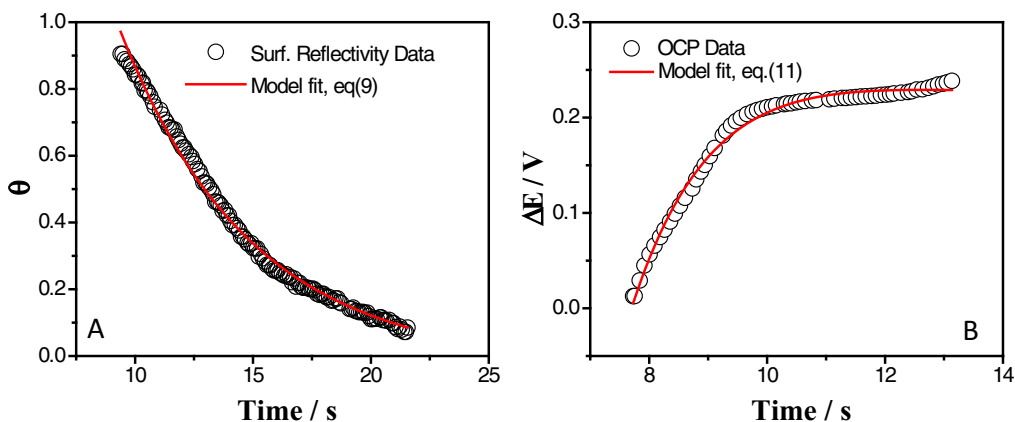 1.0
0.8
0.6
0.4
0.2
0.0
θ
Surf. Reflectivity Data
Model fit, eq(9)
A
10
15
20
25
Time / s
0.3
0.2
0.1
0.0
ΔE / V
OCP Data
Model fit, eq.(11)
B
8
10
12
14
Time / s